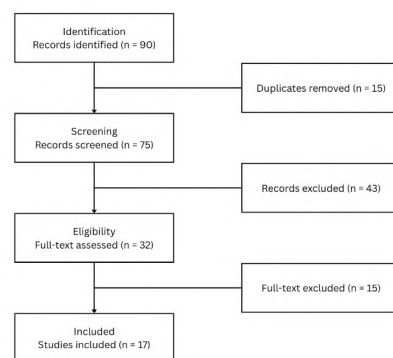 Identification
Records identified (n = 90)
Duplicates removed (n = 15)
Screening
Records screened (n = 75)
Records excluded (n = 43)
Eligibility
Full-text assessed (n = 32)
Full-text excluded (n = 15)
Included
Studies included (n = 17)